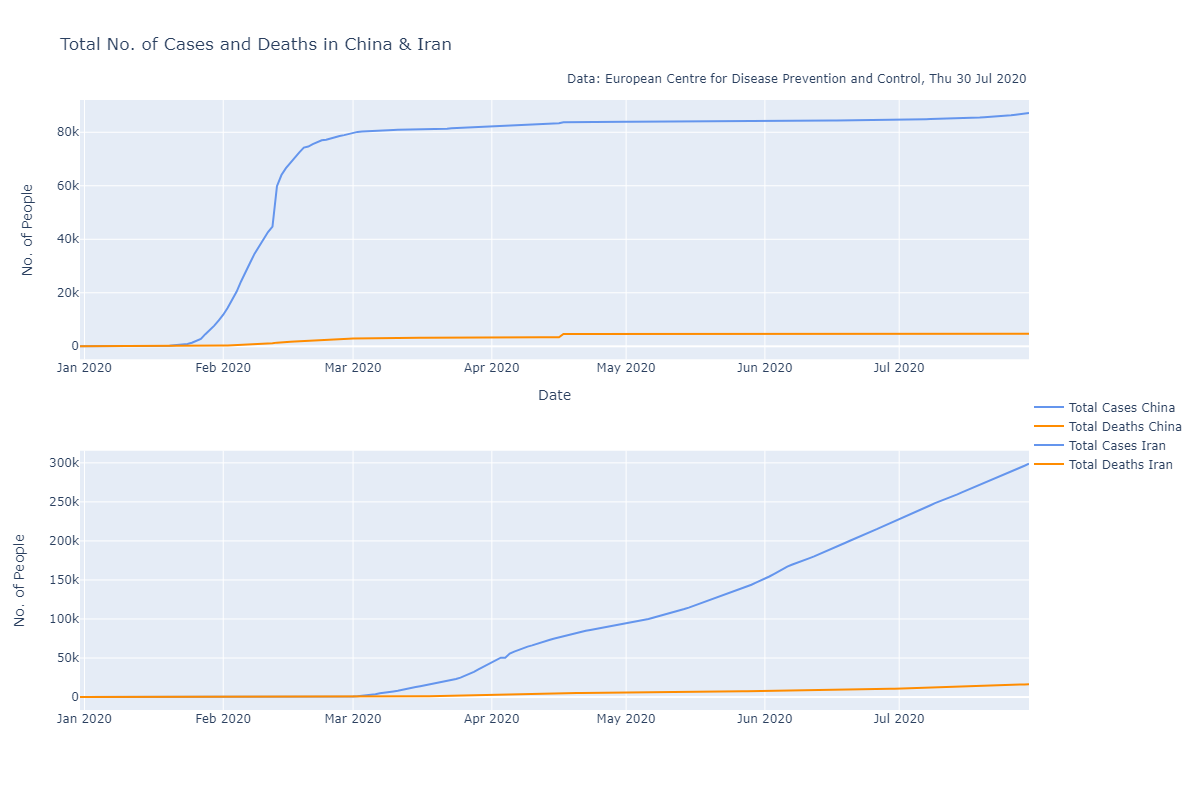 Total No. of Cases and Deaths in China & Iran
Data: European Centre for Disease Prevention and Control, Thu 30 Jul 2020
No. of People
80k
60k
40k
20k
0
Jan 2020 Feb 2020 Mar 2020 Apr 2020 May 2020 Jun 2020 Jul 2020
Date
Total Cases China
Total Deaths China
Total Cases Iran
Total Deaths Iran
No. of People
300k
250k
200k
150k
100k
50k
0
Jan 2020 Feb 2020 Mar 2020 Apr 2020 May 2020 Jun 2020 Jul 2020